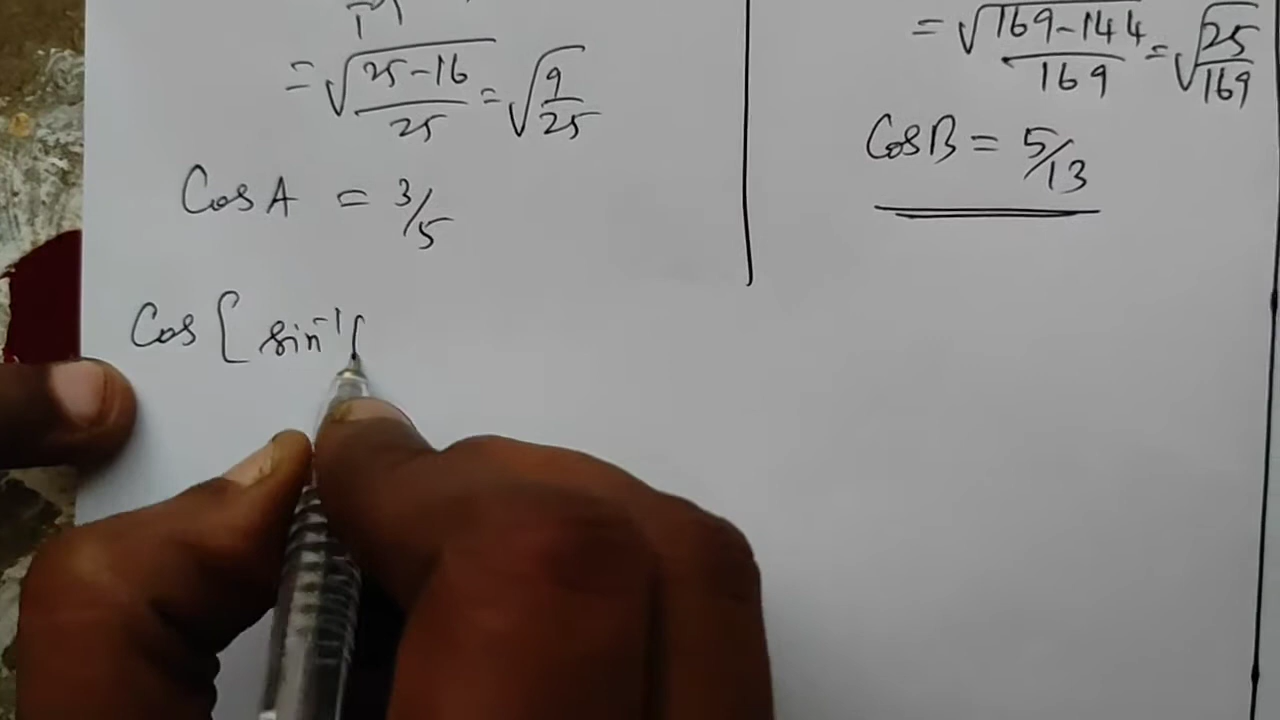 = √25-16/25 = √9/25
Cos A = 3/5
Cos [ sin⁻¹(
= √169-144/169 = √25/169
Cos B = 5/13